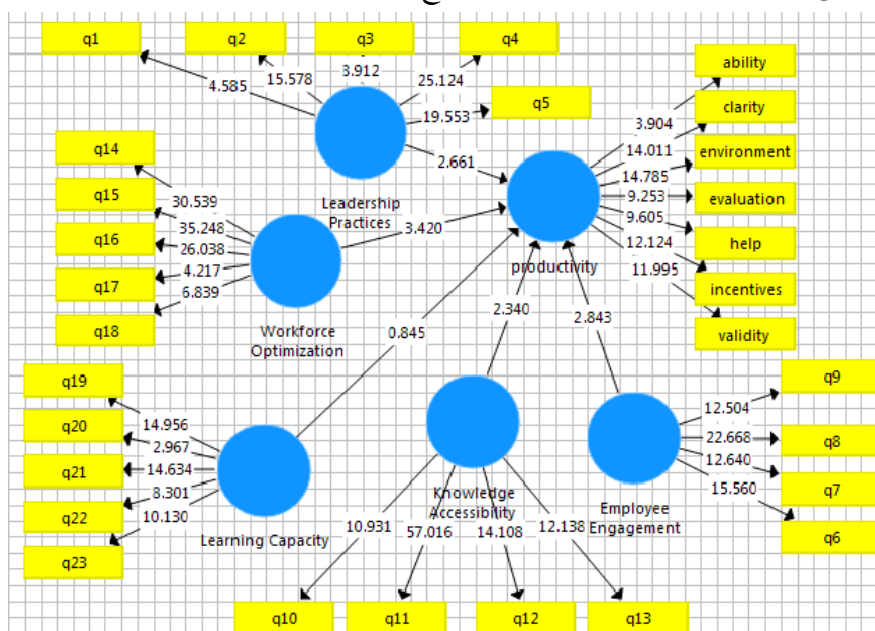 q1
q2
q3
q4
4.585
15.578
3.912
25.124
19.553
q5
2.661
Leadership
Practices
ability
clarity
environment
evaluation
help
incentives
validity
3.904
14.011
14.785
9.253
9.605
12.124
11.995
productivity
q14
q15
q16
q17
q18
30.539
35.248
26.038
4.217
6.839
3.420
Workforce
Optimization
0.845
2.340
2.843
q19
q20
q21
q22
q23
14.956
2.967
14.634
8.301
10.130
Learning Capacity
Knowledge
Accessibility
10.931
57.016
14.108
12.138
q10
q11
q12
q13
Employee
Engagement
12.504
22.668
12.640
15.560
q9
q8
q7
q6